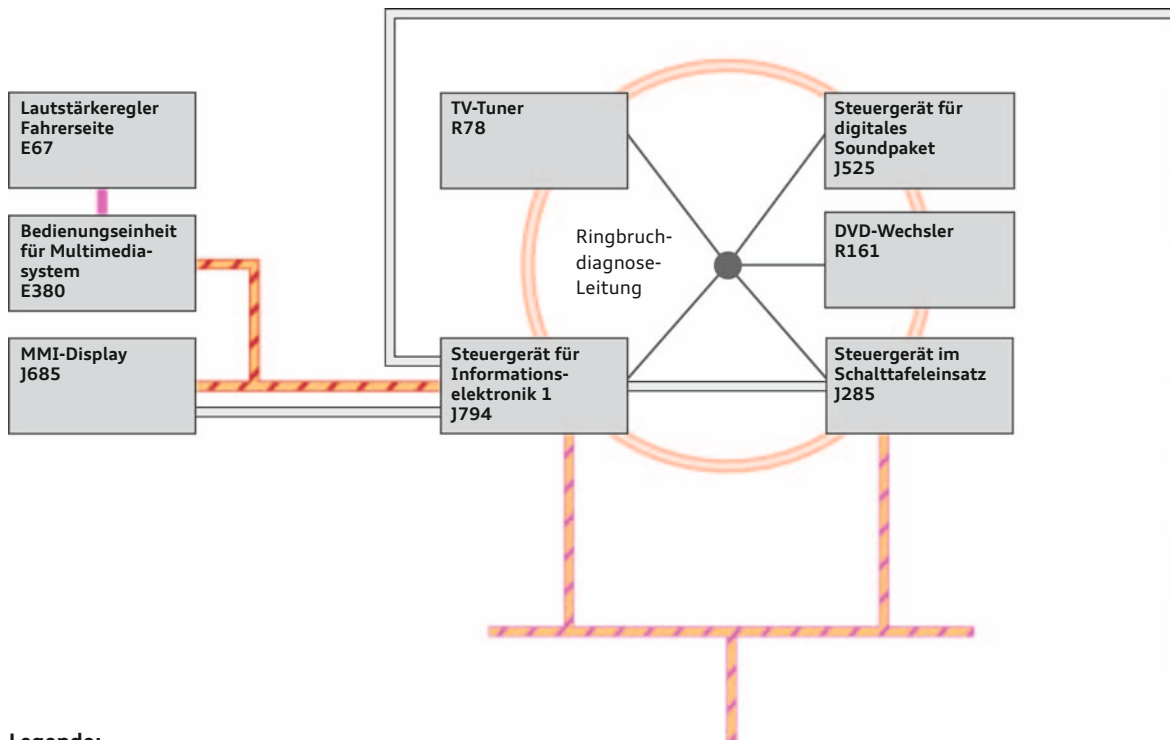 Lautstärkeregler
Fahrerseite
E67
TV-Tuner
R78
Steuergerät für
digitales
Soundpaket
J525
Bedienungseinheit
für Multimedia-
system
E380
Ringbruch-
diagnose-
Leitung
DVD-Wechsler
R161
MMI-Display
J685
Steuergerät für
Informations-
elektronik 1
J794
Steuergerät im
Schalttafeleinsatz
J285
Legende: